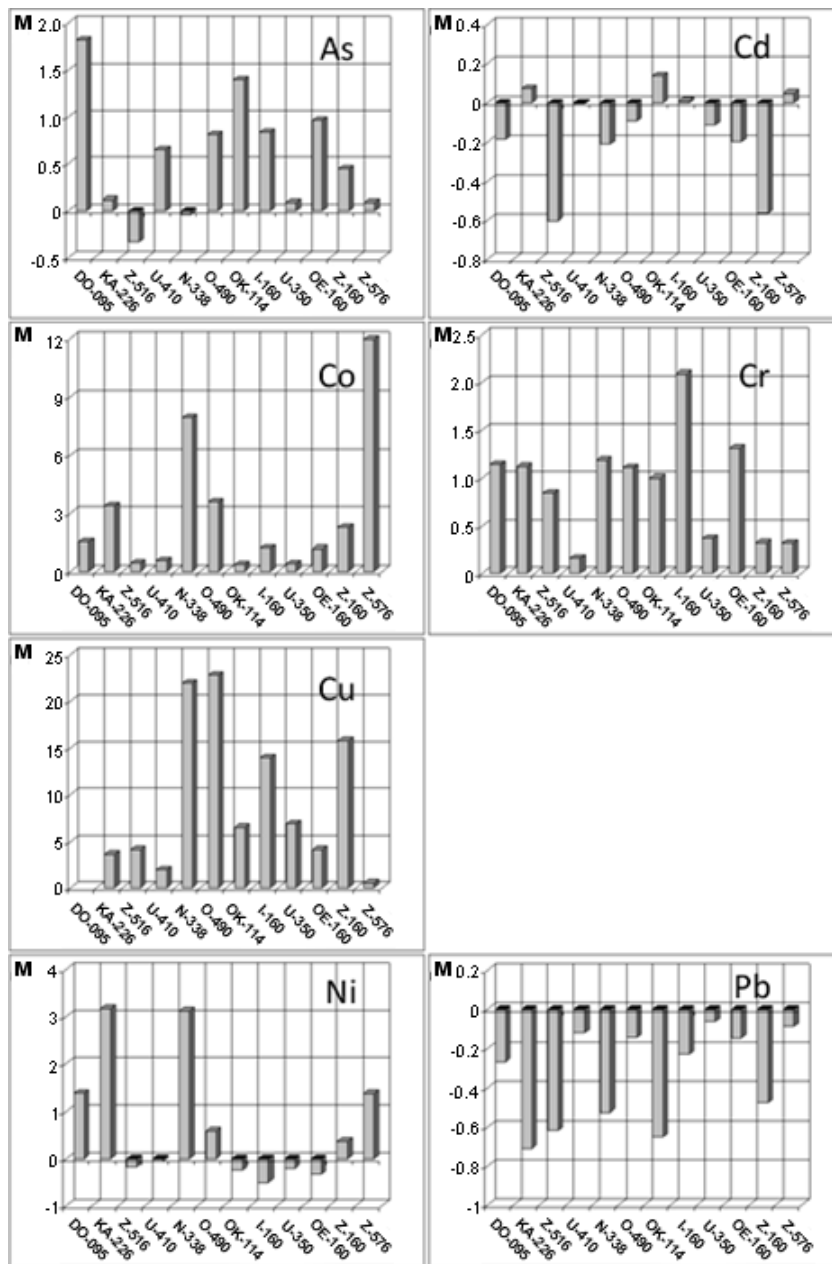 M
As
2.0
1.5
1.0
0.5
0
-0.5
DO-095
KA-226
Z-516
U-410
N-338
O-490
OK-114
I-160
U-350
OE-160
Z-160
Z-576
M
Cd
0.4
0.2
0
-0.2
-0.4
-0.6
-0.8
DO-095
KA-226
Z-516
U-410
N-338
O-490
OK-114
I-160
U-350
OE-160
Z-160
Z-576
M
Co
12
9
6
3
0
DO-095
KA-226
Z-516
U-410
N-338
O-490
OK-114
I-160
U-350
OE-160
Z-160
Z-576
M
Cr
2.5
2.0
1.5
1.0
0.5
0
DO-095
KA-226
Z-516
U-410
N-338
O-490
OK-114
I-160
U-350
OE-160
Z-160
Z-576
M
Cu
25
20
15
10
5
0
DO-095
KA-226
Z-516
U-410
N-338
O-490
OK-114
I-160
U-350
OE-160
Z-160
Z-576
M
Ni
4
3
2
1
0
-1
DO-095
KA-226
Z-516
U-410
N-338
O-490
OK-114
I-160
U-350
OE-160
Z-160
Z-576
M
Pb
0.2
0
-0.2
-0.4
-0.6
-0.8
-1
DO-095
KA-226
Z-516
U-410
N-338
O-490
OK-114
I-160
U-350
OE-160
Z-160
Z-576